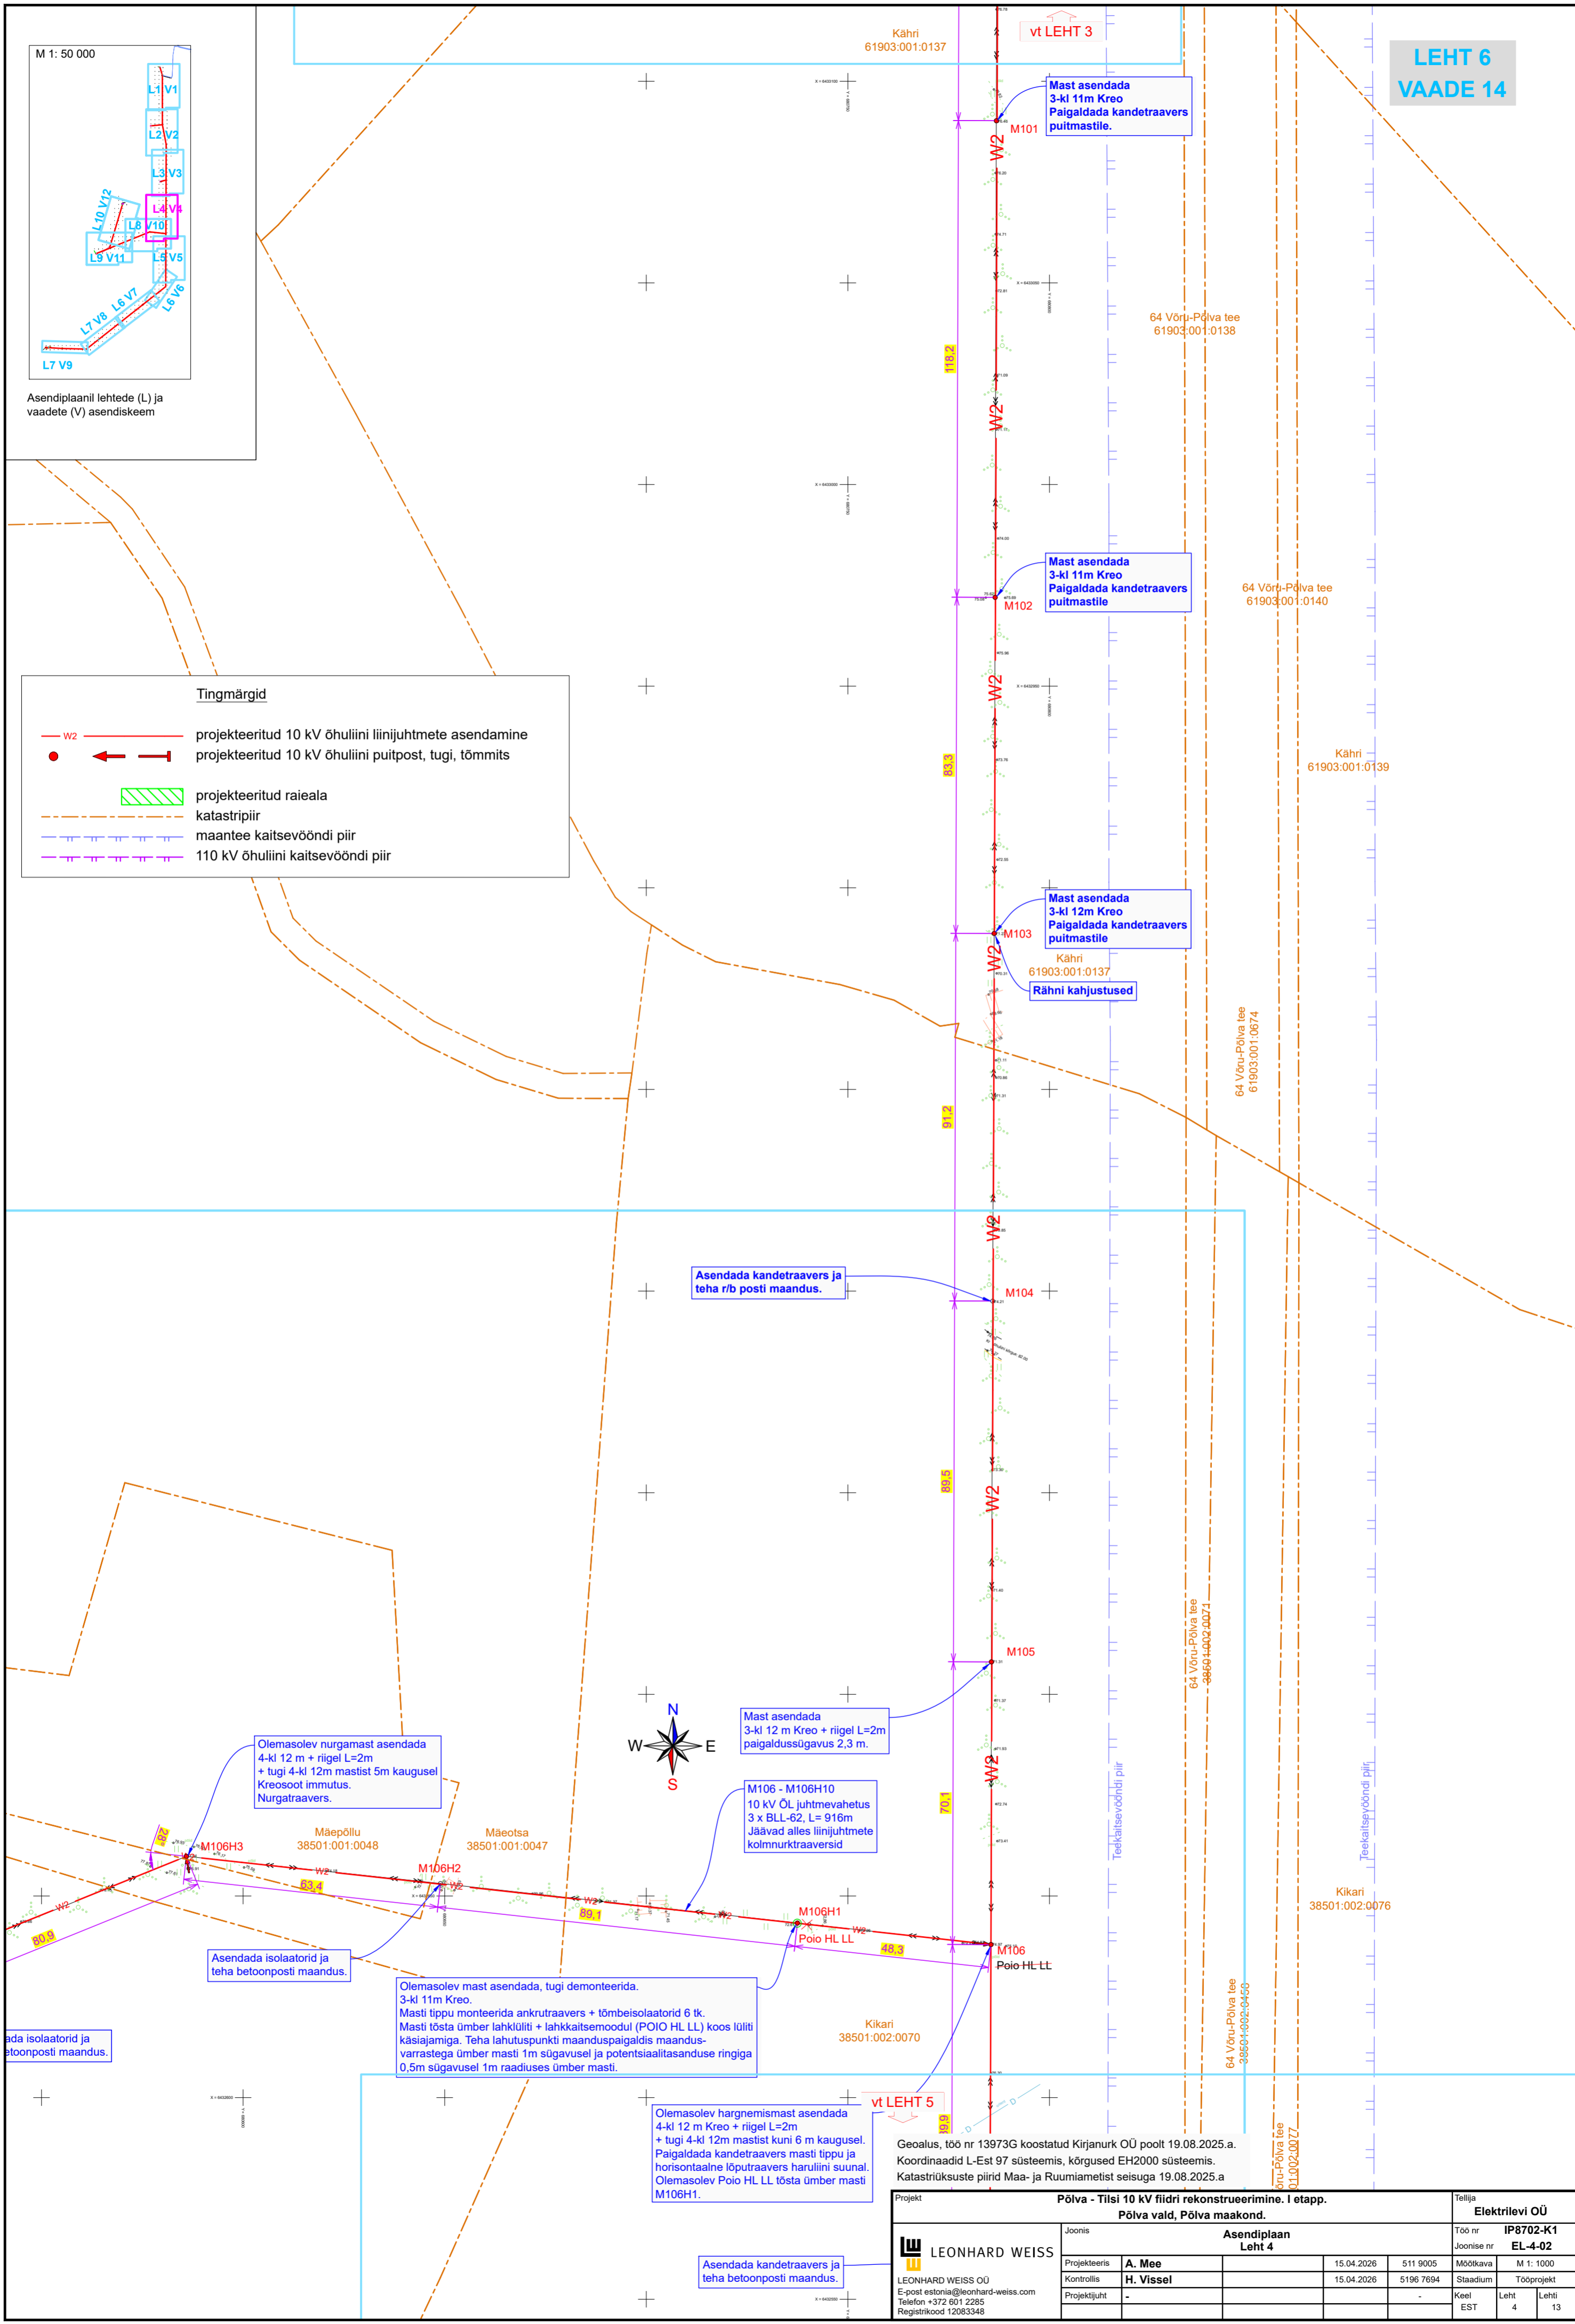 M 1: 50 000
L1 V1
L2 V2
L3 V3
L4 V4
L10 V12
L8 V10
L9 V11
L5 V5
L6 V7
L6 V6
L7 V8
L7 V9
Asendiplaanil lehtede (L) ja
vaadete (V) asendiskeem
Kähri
61903:001:0137
vt LEHT 3
LEHT 6
VAADE 14
Mast asendada
3-kl 11m Kreo
Paigaldada kandetraavers
puitmastile.
M101
W2
64 Võru-Põlva tee
61903:001:0138
118,2
W2
Mast asendada
3-kl 11m Kreo
Paigaldada kandetraavers
puitmastile
M102
64 Võru-Põlva tee
61903:001:0140
W2
Tingmärgid
W2
projekteeritud 10 kV õhuliini liinijuhtmete asendamine
projekteeritud 10 kV õhuliini puitpost, tugi, tõmmits
projekteeritud raieala
katastripiir
maantee kaitsevööndi piir
110 kV õhuliini kaitsevööndi piir
83,3
Kähri
61903:001:0139
Mast asendada
3-kl 12m Kreo
Paigaldada kandetraavers
puitmastile
M103
W2
Kähri
61903:001:0137
Rähni kahjustused
64 Võru-Põlva tee
61903:001:0674
91,2
W2
Asendada kandetraavers ja
teha r/b posti maandus.
M104
89,5
W2
M105
64 Võru-Põlva tee
38501:002:0071
Mast asendada
3-kl 12 m Kreo + riigel L=2m
paigaldussügavus 2,3 m.
N
W
E
S
Olemasolev nurgamast asendada
4-kl 12 m + riigel L=2m
+ tugi 4-kl 12m mastist 5m kaugusel
Kreosoot immutus.
Nurgatraavers.
W2
M106 - M106H10
10 kV ÕL juhtmevahetus
3 x BLL-62, L= 916m
Jäävad alles liinijuhtmete
kolmnurktraaversid
70,1
Teekaitsevööndi piir
Teekaitsevööndi piir
28°
M106H3
Mäepõllu
38501:001:0048
Mäeotsa
38501:001:0047
W2
M106H2
63,4
W2
89,1
W2
M106H1
Poio HL LL
W2
48,3
M106
Poio HL LL
W2
80,9
Kikari
38501:002:0076
Asendada isolaatorid ja
teha betoonposti maandus.
Olemasolev mast asendada, tugi demonteerida.
3-kl 11m Kreo.
Masti tippu monteerida ankrutraavers + tõmbeisolaatorid 6 tk.
Masti tõsta ümber lahklüliti + lahkkaitsemoodul (POIO HL LL) koos lüliti
käsiajamiga. Teha lahutuspunkti maanduspaigaldis maandus-
varrastega ümber masti 1m sügavusel ja potentsiaalitasanduse ringiga
0,5m sügavusel 1m raadiuses ümber masti.
ada isolaatorid ja
etoonposti maandus.
Kikari
38501:002:0070
64 Võru-Põlva tee
vt LEHT 5
Olemasolev hargnemismast asendada
4-kl 12 m Kreo + riigel L=2m
+ tugi 4-kl 12m mastist kuni 6 m kaugusel.
Paigaldada kandetraavers masti tippu ja
horisontaalne lõputraavers haruliini suunal.
Olemasolev Poio HL LL tõsta ümber masti
M106H1.
D
D
Geoalus, töö nr 13973G koostatud Kirjanurk OÜ poolt 19.08.2025.a.
Koordinaadid L-Est 97 süsteemis, kõrgused EH2000 süsteemis.
Katastriüksuste piirid Maa- ja Ruumiametist seisuga 19.08.2025.a
Asendada kandetraavers ja
teha betoonposti maandus.
Projekt
Põlva - Tilsi 10 kV fiidri rekonstrueerimine. I etapp.
Põlva vald, Põlva maakond.
Tellija
Elektrilevi OÜ
LEONHARD WEISS
LEONHARD WEISS OÜ
E-post estonia@leonhard-weiss.com
Telefon +372 601 2285
Registrikood 12083348
Joonis
Asendiplaan
Leht 4
Töö nr IP8702-K1
Joonise nr EL-4-02
Projekteeris A. Mee 15.04.2026 511 9005 Mõõtkava M 1: 1000
Kontrollis H. Vissel 15.04.2026 5196 7694 Staadium Tööprojekt
Projektijuht - - Keel Leht Lehti
EST 4 13